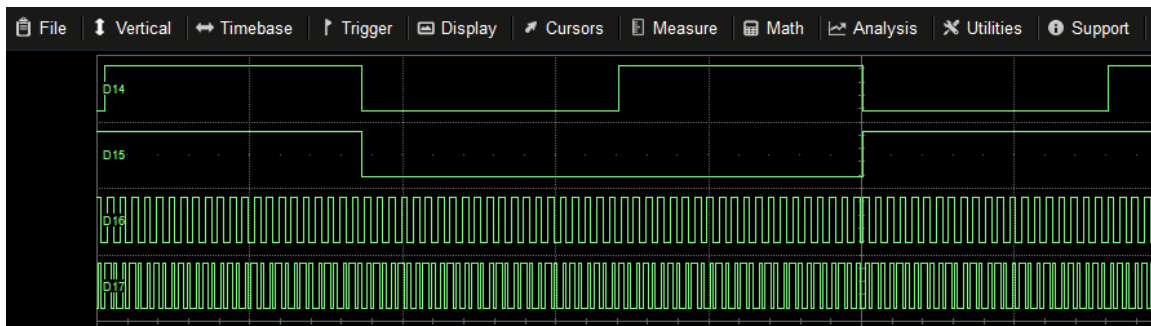 File Vertical Timebase Trigger Display Cursors Measure Math Analysis Utilities Support
D14
D15
D16
D17